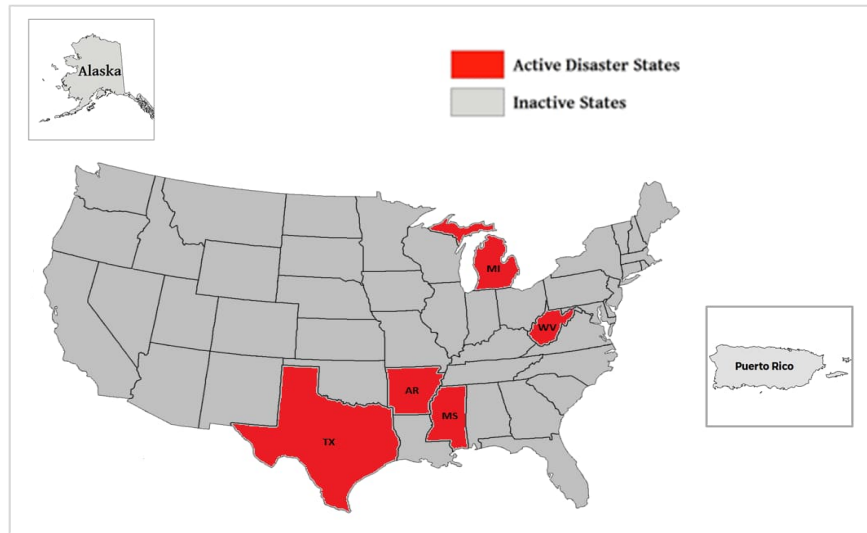 Alaska
Active Disaster States
Inactive States
MI
WV
AR
MS
TX
Puerto Rico